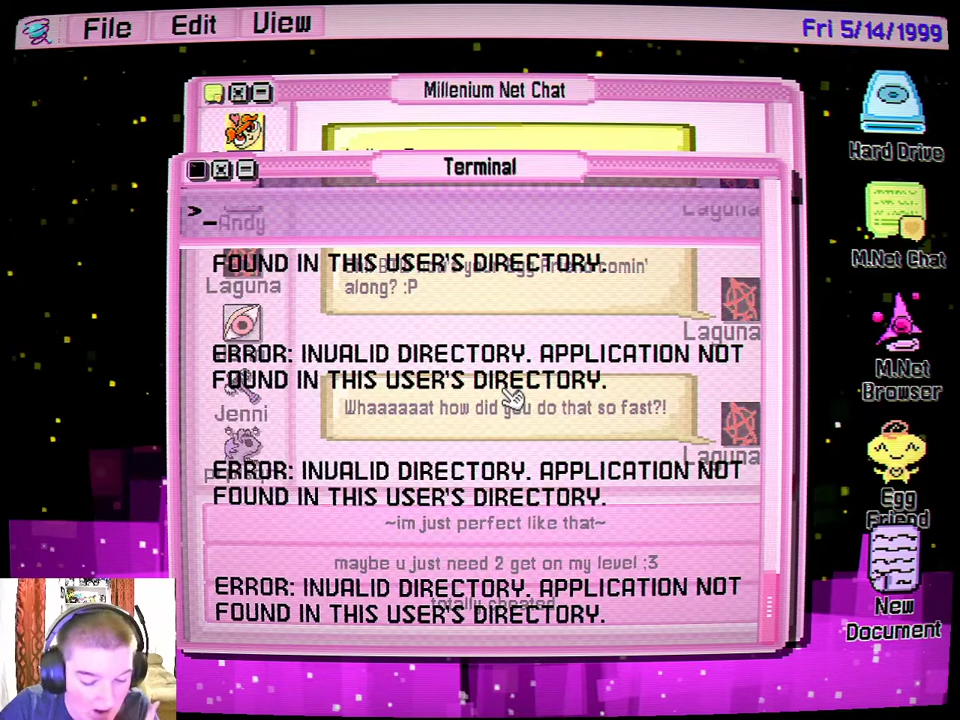 File Edit View
Fri 5/14/1999
Millenium Net Chat
Terminal
>_
Andy
Laguna
FOUND IN THIS USER'S DIRECTORY.
Laguna
along? :P
Laguna
ERROR: INVALID DIRECTORY. APPLICATION NOT
FOUND IN THIS USER'S DIRECTORY.
Whaaaaaat how did you do that so fast?!
Jenni
Laguna
ERROR: INVALID DIRECTORY. APPLICATION NOT
FOUND IN THIS USER'S DIRECTORY.
~im just perfect like that~
maybe u just need 2 get on my level ;3
ERROR: INVALID DIRECTORY. APPLICATION NOT
totally cheated
FOUND IN THIS USER'S DIRECTORY.
Hard Drive
M.Net Chat
M.Net
Browser
Egg
Friend
New
Document